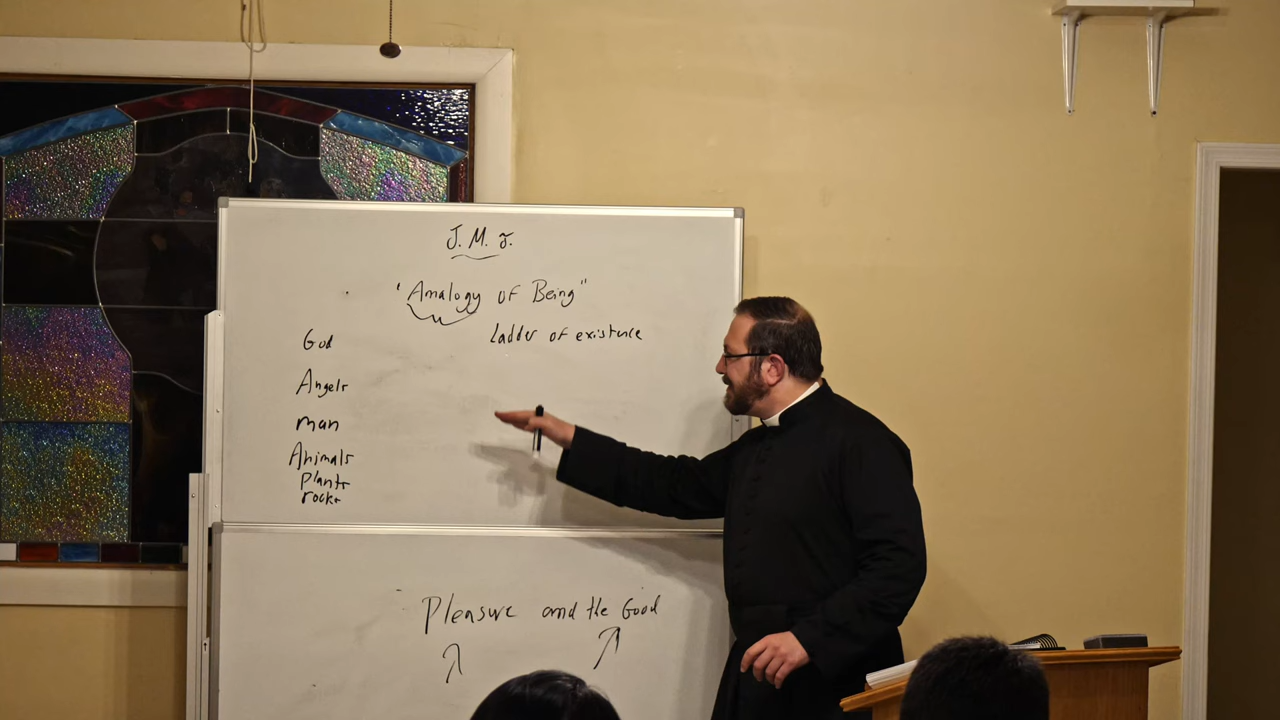 J. M. J.
"Analogy of Being"
Ladder of existence
God
Angels
man
Animals
Plants
rocks
Pleasure and the Good